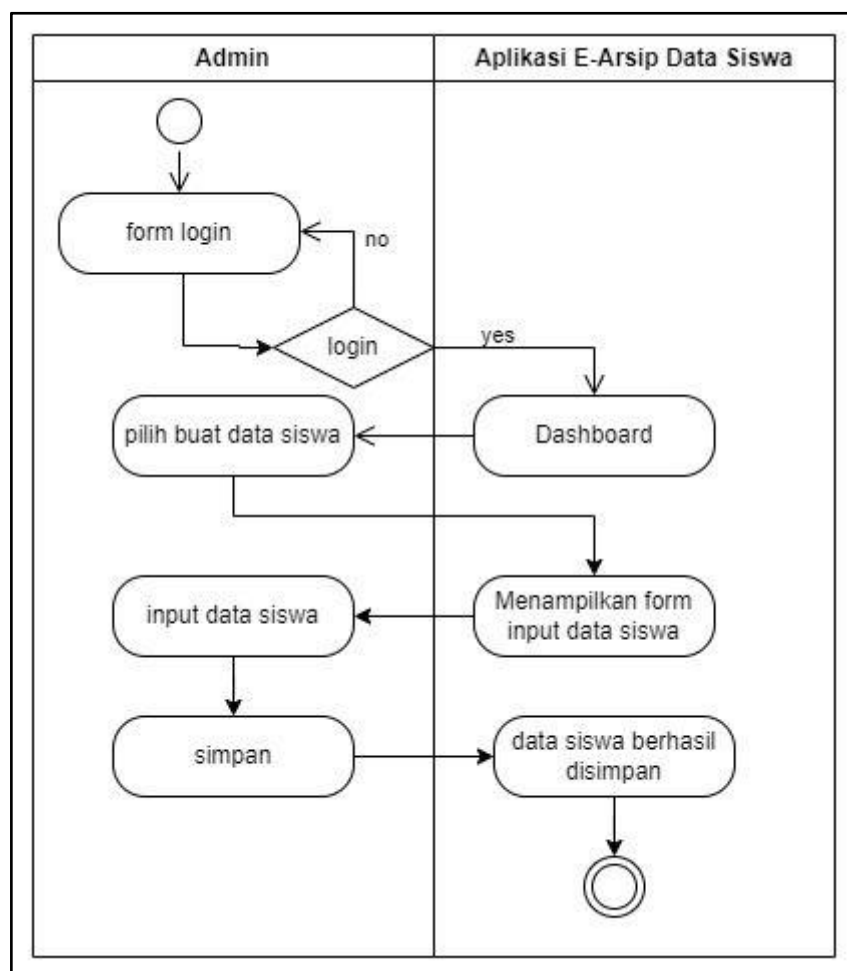 Admin
Aplikasi E-Arsip Data Siswa
form login
no
login
yes
pilih buat data siswa
Dashboard
Menampilkan form
input data siswa
input data siswa
simpan
data siswa berhasil
disimpan